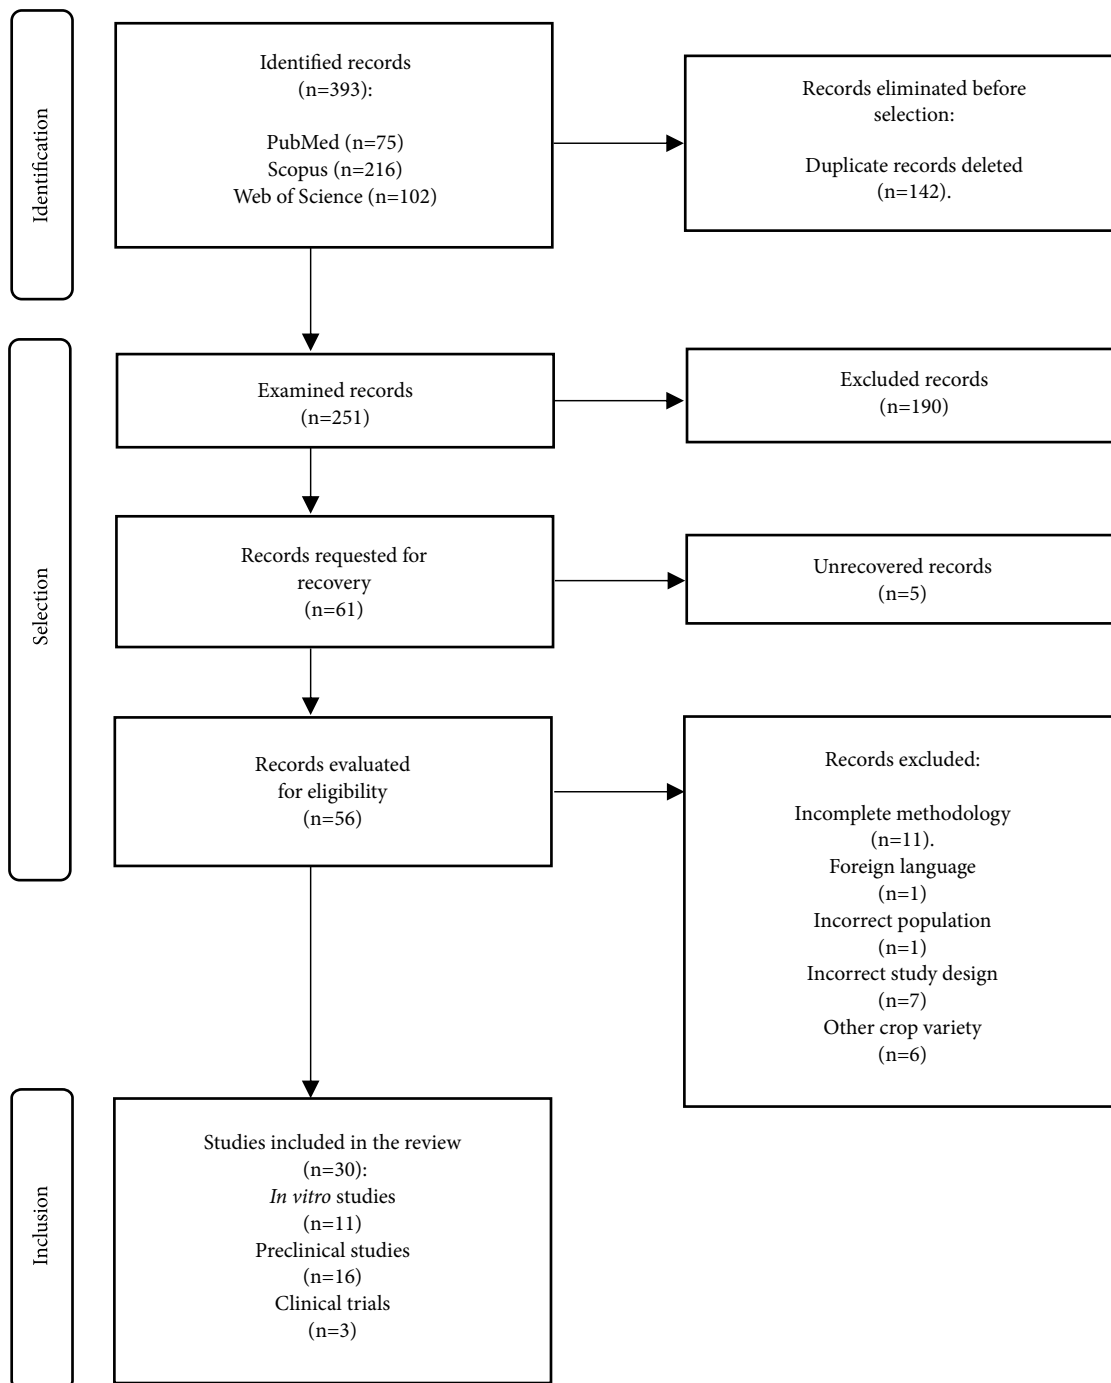 Identification
Identified records
(n=393):
PubMed (n=75)
Scopus (n=216)
Web of Science (n=102)
Records eliminated before
selection:
Duplicate records deleted
(n=142).
Selection
Examined records
(n=251)
Excluded records
(n=190)
Records requested for
recovery
(n=61)
Unrecovered records
(n=5)
Records evaluated
for eligibility
(n=56)
Records excluded:
Incomplete methodology
(n=11).
Foreign language
(n=1)
Incorrect population
(n=1)
Incorrect study design
(n=7)
Other crop variety
(n=6)
Inclusion
Studies included in the review
(n=30):
In vitro studies
(n=11)
Preclinical studies
(n=16)
Clinical trials
(n=3)